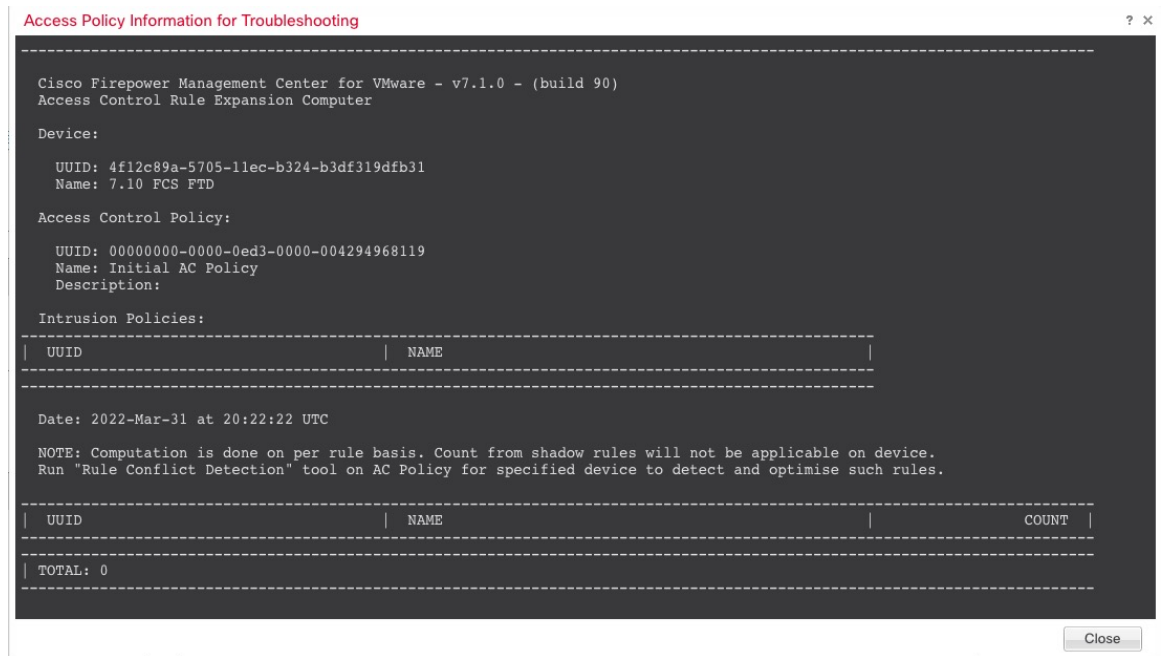 Access Policy Information for Troubleshooting
? ×
Cisco Firepower Management Center for VMware - v7.1.0 - (build 90)
Access Control Rule Expansion Computer
Device:
UUID: 4f12c89a-5705-11ec-b324-b3df319dfb31
Name: 7.10 FCS FTD
Access Control Policy:
UUID: 00000000-0000-0ed3-0000-004294968119
Name: Initial AC Policy
Description:
Intrusion Policies:
| UUID | NAME |
Date: 2022-Mar-31 at 20:22:22 UTC
NOTE: Computation is done on per rule basis. Count from shadow rules will not be applicable on device.
Run "Rule Conflict Detection" tool on AC Policy for specified device to detect and optimise such rules.
| UUID | NAME | COUNT |
| TOTAL: 0
Close